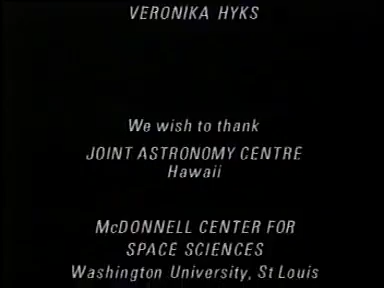 VERONIKA HYKS
We wish to thank
JOINT ASTRONOMY CENTRE
Hawaii
McDONNELL CENTER FOR
SPACE SCIENCES
Washington University, St Louis